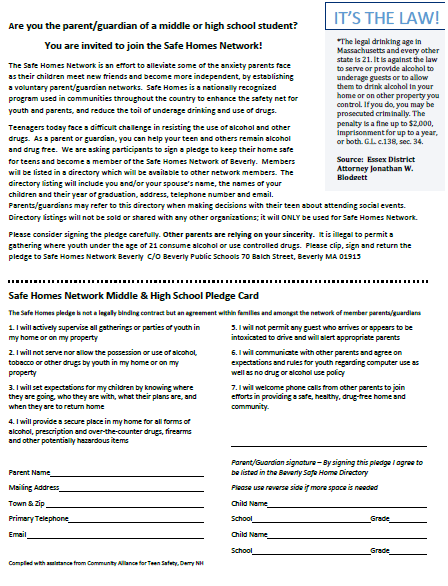 Are you the parent/guardian of a middle or high school student?
You are invited to join the Safe Homes Network!
The Safe Homes Network is an effort to alleviate some of the anxiety parents face
as their children meet new friends and become more independent, by establishing
a voluntary parent/guardian networks. Safe Homes is a nationally recognized
program used in communities throughout the country to enhance the safety net for
youth and parents, and reduce the toil of underage drinking and use of drugs.
Teenagers today face a difficult challenge in resisting the use of alcohol and other
drugs. As a parent or guardian, you can help your teen and others remain alcohol
and drug free. We are asking participants to sign a pledge to keep their home safe
for teens and become a member of the Safe Homes Network of Beverly. Members
will be listed in a directory which will be available to other network members. The
directory listing will include you and/or your spouse's name, the names of your
children and their year of graduation, address, telephone number and email.
Parents/guardians may refer to this directory when making decisions with their teen about attending social events.
Directory listings will not be sold or shared with any other organizations; it will ONLY be used for Safe Homes Network.
Please consider signing the pledge carefully. Other parents are relying on your sincerity. It is illegal to permit a
gathering where youth under the age of 21 consume alcohol or use controlled drugs. Please clip, sign and return the
pledge to Safe Homes Network Beverly C/O Beverly Public Schools 70 Balch Street, Beverly MA 01915
IT'S THE LAW!
*The legal drinking age in
Massachusetts and every other
state is 21. It is against the law
to serve or provide alcohol to
underage guests or to allow
them to drink alcohol in your
home or on other property you
control. If you do, you may be
prosecuted criminally. The
penalty is a fine up to $2,000,
imprisonment for up to a year,
or both. G.L. c.138, sec. 34.
Source: Essex District
Attorney Jonathan W.
Blodgett
Safe Homes Network Middle & High School Pledge Card
The Safe Homes pledge is not a legally binding contract but an agreement within families and amongst the network of member parents/guardians
1. I will actively supervise all gatherings or parties of youth in
my home or on my property
2. I will not serve nor allow the possession or use of alcohol,
tobacco or other drugs by youth in my home or on my
property
3. I will set expectations for my children by knowing where
they are going, who they are with, what their plans are, and
when they are to return home
4. I will provide a secure place in my home for all forms of
alcohol, prescription and over-the-counter drugs, firearms
and other potentially hazardous items
5. I will not permit any guest who arrives or appears to be
intoxicated to drive and will alert appropriate parents
6. I will communicate with other parents and agree on
expectations and rules for youth regarding computer use as
well as no drug or alcohol use policy
7. I will welcome phone calls from other parents to join
efforts in providing a safe, healthy, drug-free home and
community.
Parent/Guardian signature – By signing this pledge I agree to
be listed in the Beverly Safe Home Directory
Please use reverse side if more space is needed
Parent Name
Mailing Address
Town & Zip
Primary Telephone
Email
Child Name
School Grade
Child Name
School Grade
Complied with assistance from Community Alliance for Teen Safety, Derry NH